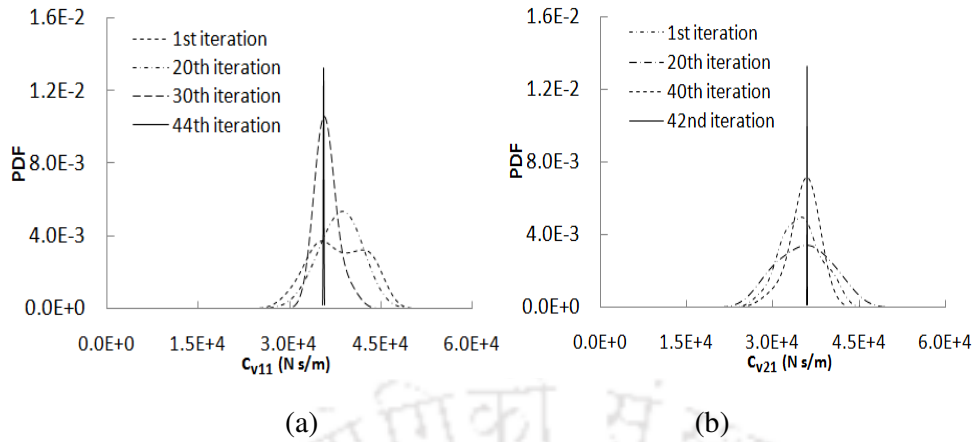 1.6E-2
1.2E-2
8.0E-3
4.0E-3
0.0E+0
PDF
1st iteration
20th iteration
30th iteration
44th iteration
0.0E+0 1.5E+4 3.0E+4 4.5E+4 6.0E+4
Cv11 (N s/m)
(a)
1.6E-2
1.2E-2
8.0E-3
4.0E-3
0.0E+0
PDF
1st iteration
20th iteration
40th iteration
42nd iteration
0.0E+0 1.5E+4 3.0E+4 4.5E+4 6.0E+4
Cv21 (N s/m)
(b)